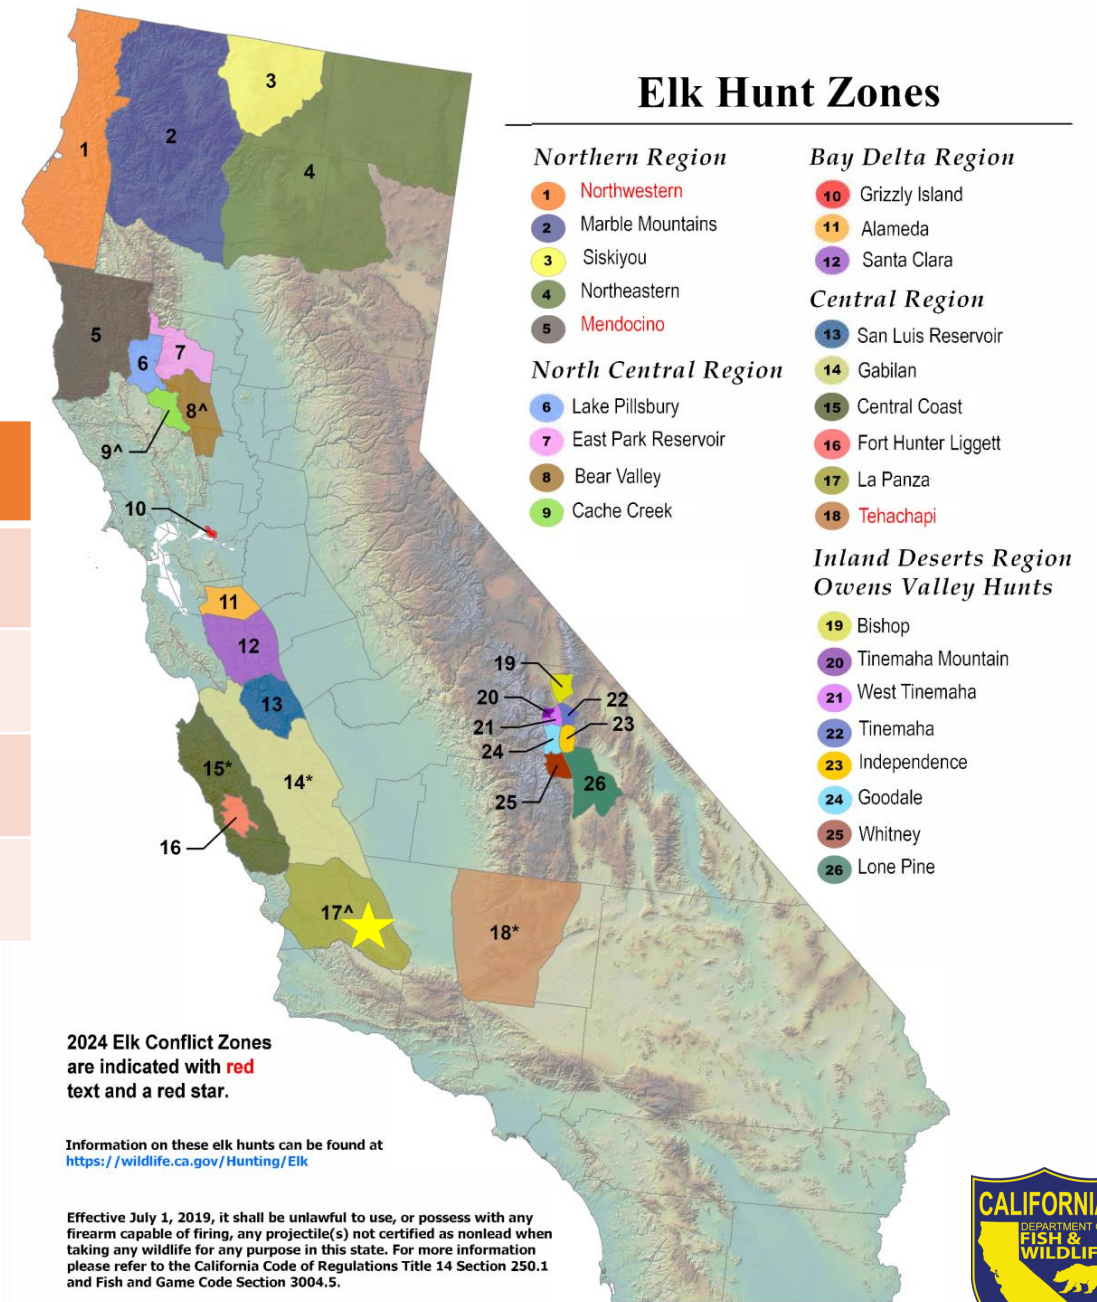 Elk Hunt Zones
Northern Region
1 Northwestern
2 Marble Mountains
3 Siskiyou
4 Northeastern
5 Mendocino
North Central Region
6 Lake Pillsbury
7 East Park Reservoir
8 Bear Valley
9 Cache Creek
Bay Delta Region
10 Grizzly Island
11 Alameda
12 Santa Clara
Central Region
13 San Luis Reservoir
14 Gabilan
15 Central Coast
16 Fort Hunter Liggett
17 La Panza
18 Tehachapi
Inland Deserts Region
Owens Valley Hunts
19 Bishop
20 Tinemaha Mountain
21 West Tinemaha
22 Tinemaha
23 Independence
24 Goodale
25 Whitney
26 Lone Pine
1
2
3
4
5
6
7
8^
9^
10
11
12
13
14*
15*
16
17^
18*
19
20
21
22
23
24
25
26
2024 Elk Conflict Zones
are indicated with red
text and a red star.
Information on these elk hunts can be found at
https://wildlife.ca.gov/Hunting/Elk
Effective July 1, 2019, it shall be unlawful to use, or possess with any
firearm capable of firing, any projectile(s) not certified as nonlead when
taking any wildlife for any purpose in this state. For more information
please refer to the California Code of Regulations Title 14 Section 250.1
and Fish and Game Code Section 3004.5.
CALIFORNIA
DEPARTMENT
FISH &
WILDLIF